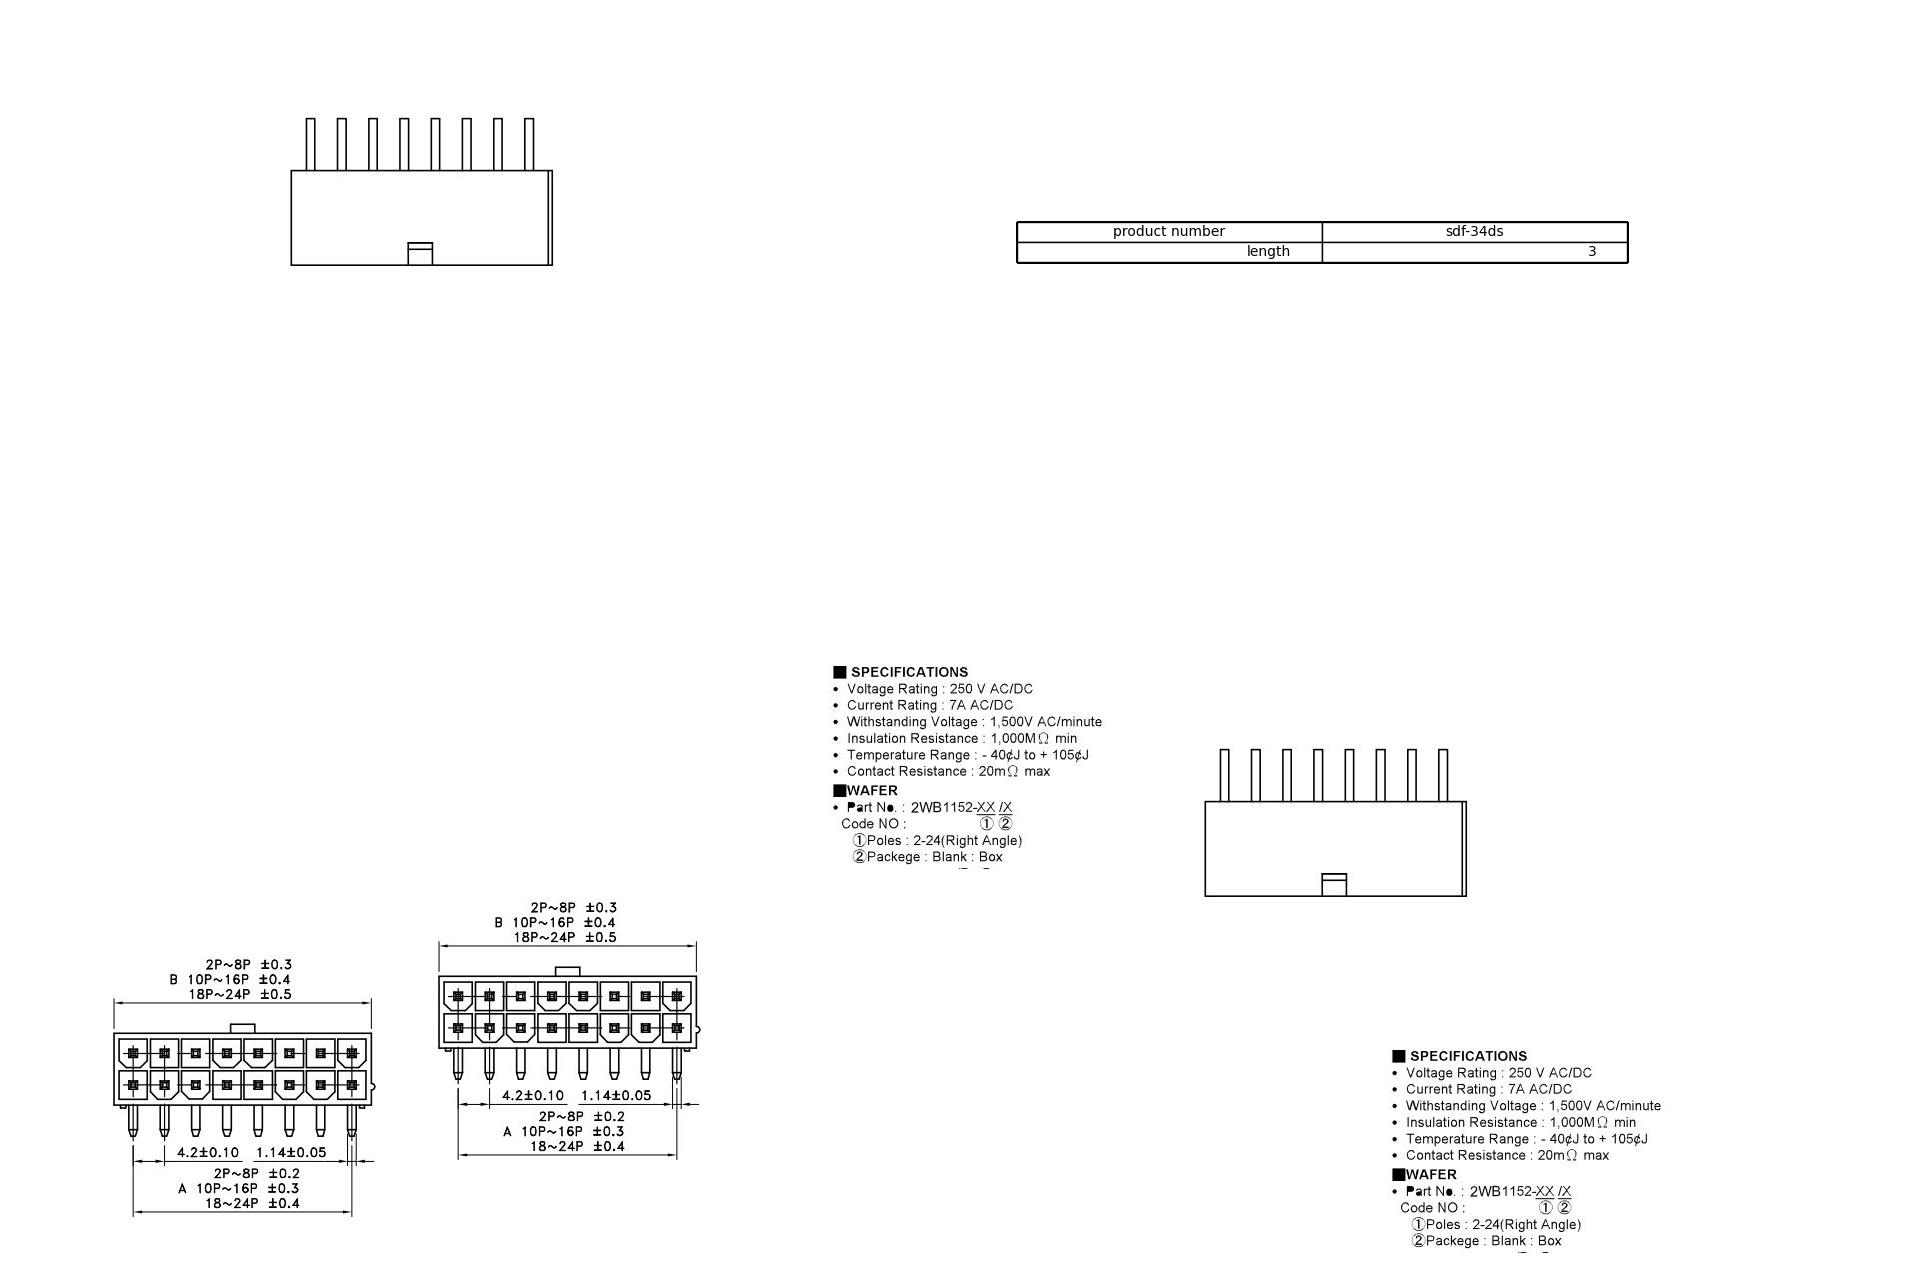 product number sdf-34ds
length 3
■ SPECIFICATIONS
• Voltage Rating : 250 V AC/DC
• Current Rating : 7A AC/DC
• Withstanding Voltage : 1,500V AC/minute
• Insulation Resistance : 1,000MΩ min
• Temperature Range : - 40¢J to + 105¢J
• Contact Resistance : 20mΩ max
■WAFER
• Part No. : 2WB1152-XX /X
Code NO : ① ②
①Poles : 2-24(Right Angle)
②Packege : Blank : Box
2P~8P ±0.3
B 10P~16P ±0.4
18P~24P ±0.5
4.2±0.10 1.14±0.05
2P~8P ±0.2
A 10P~16P ±0.3
18~24P ±0.4
2P~8P ±0.3
B 10P~16P ±0.4
18P~24P ±0.5
4.2±0.10 1.14±0.05
2P~8P ±0.2
A 10P~16P ±0.3
18~24P ±0.4
■ SPECIFICATIONS
• Voltage Rating : 250 V AC/DC
• Current Rating : 7A AC/DC
• Withstanding Voltage : 1,500V AC/minute
• Insulation Resistance : 1,000MΩ min
• Temperature Range : - 40¢J to + 105¢J
• Contact Resistance : 20mΩ max
■WAFER
• Part No. : 2WB1152-XX /X
Code NO : ① ②
①Poles : 2-24(Right Angle)
②Packege : Blank : Box